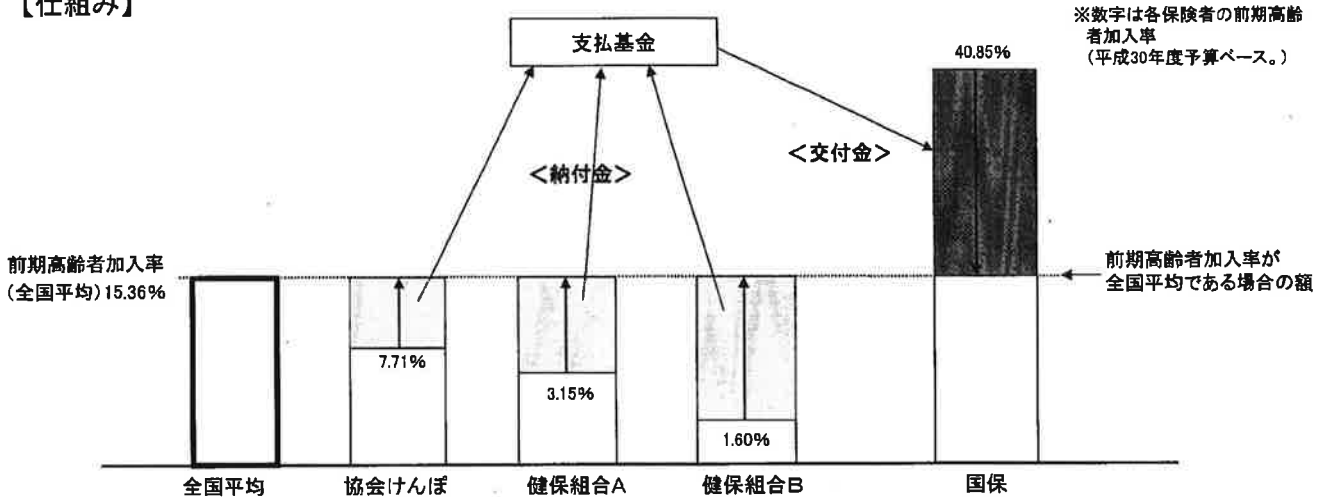 【仕組み】
※数字は各保険者の前期高齢
者加入率
（平成30年度予算ベース。）
支払基金
40.85%
＜納付金＞
＜交付金＞
前期高齢者加入率
（全国平均）15.36%
前期高齢者加入率が
全国平均である場合の額
7.71%
3.15%
1.60%
全国平均
協会けんぽ
健保組合A
健保組合B
国保